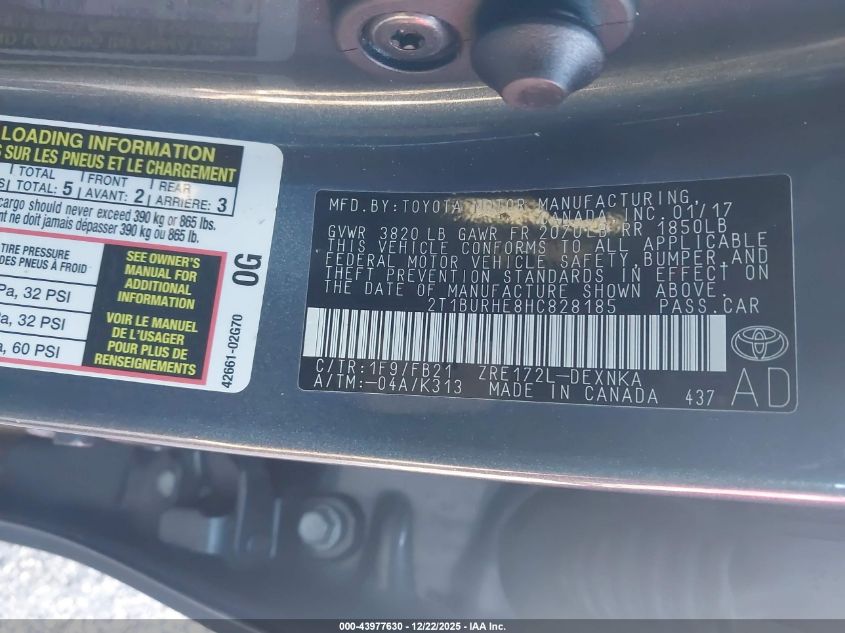 LOADING INFORMATION
SUR LES PNEUS ET LE CHARGEMENT
TOTAL FRONT REAR
TOTAL: 5 AVANT: 2 ARRIÈRE: 3
cargo should never exceed 390 kg or 865 lbs.
ne doit jamais dépasser 390 kg ou 865 lb.
TIRE PRESSURE
DES PNEUS À FROID
32 PSI
32 PSI
60 PSI
SEE OWNER'S
MANUAL FOR
ADDITIONAL
INFORMATION
VOIR LE MANUEL
DE L'USAGER
POUR PLUS DE
RENSEIGNEMENTS
0G
42661-02G70
MFD.BY:TOYOTA MOTOR MANUFACTURING,
CANADA INC. 01/17
GVWR 3820 LB GAWR FR 2070 RR 1850LB
THIS VEHICLE CONFORMS TO ALL APPLICABLE
FEDERAL MOTOR VEHICLE SAFETY, BUMPER,AND
THEFT PREVENTION STANDARDS IN EFFECT ON
THE DATE OF MANUFACTURE SHOWN ABOVE.
2T1BURHE8HC828185 PASS.CAR
C/TR:1F9/FB21 ZRE172L-DEXNKA
A/TM:-04A/K313 MADE IN CANADA 437
AD
000-43977630 - 12/22/2025 - IAA Inc.